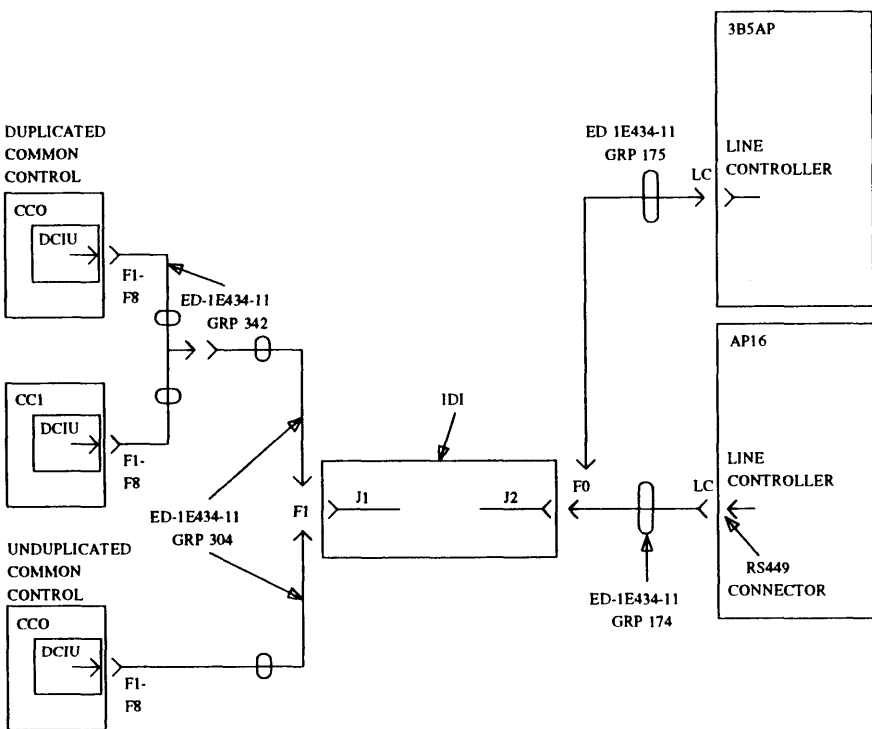 3B5AP
DUPLICATED
COMMON
CONTROL
CC0
DCIU
F1-
F8
ED-1E434-11
GRP 342
ED 1E434-11
GRP 175
LC
LINE
CONTROLLER
CC1
DCIU
F1-
F8
ED-1E434-11
GRP 304
IDI
F1
J1
J2
F0
AP16
LINE
CONTROLLER
LC
RS449
CONNECTOR
ED-1E434-11
GRP 174
UNDUPLICATED
COMMON
CONTROL
CC0
DCIU
F1-
F8